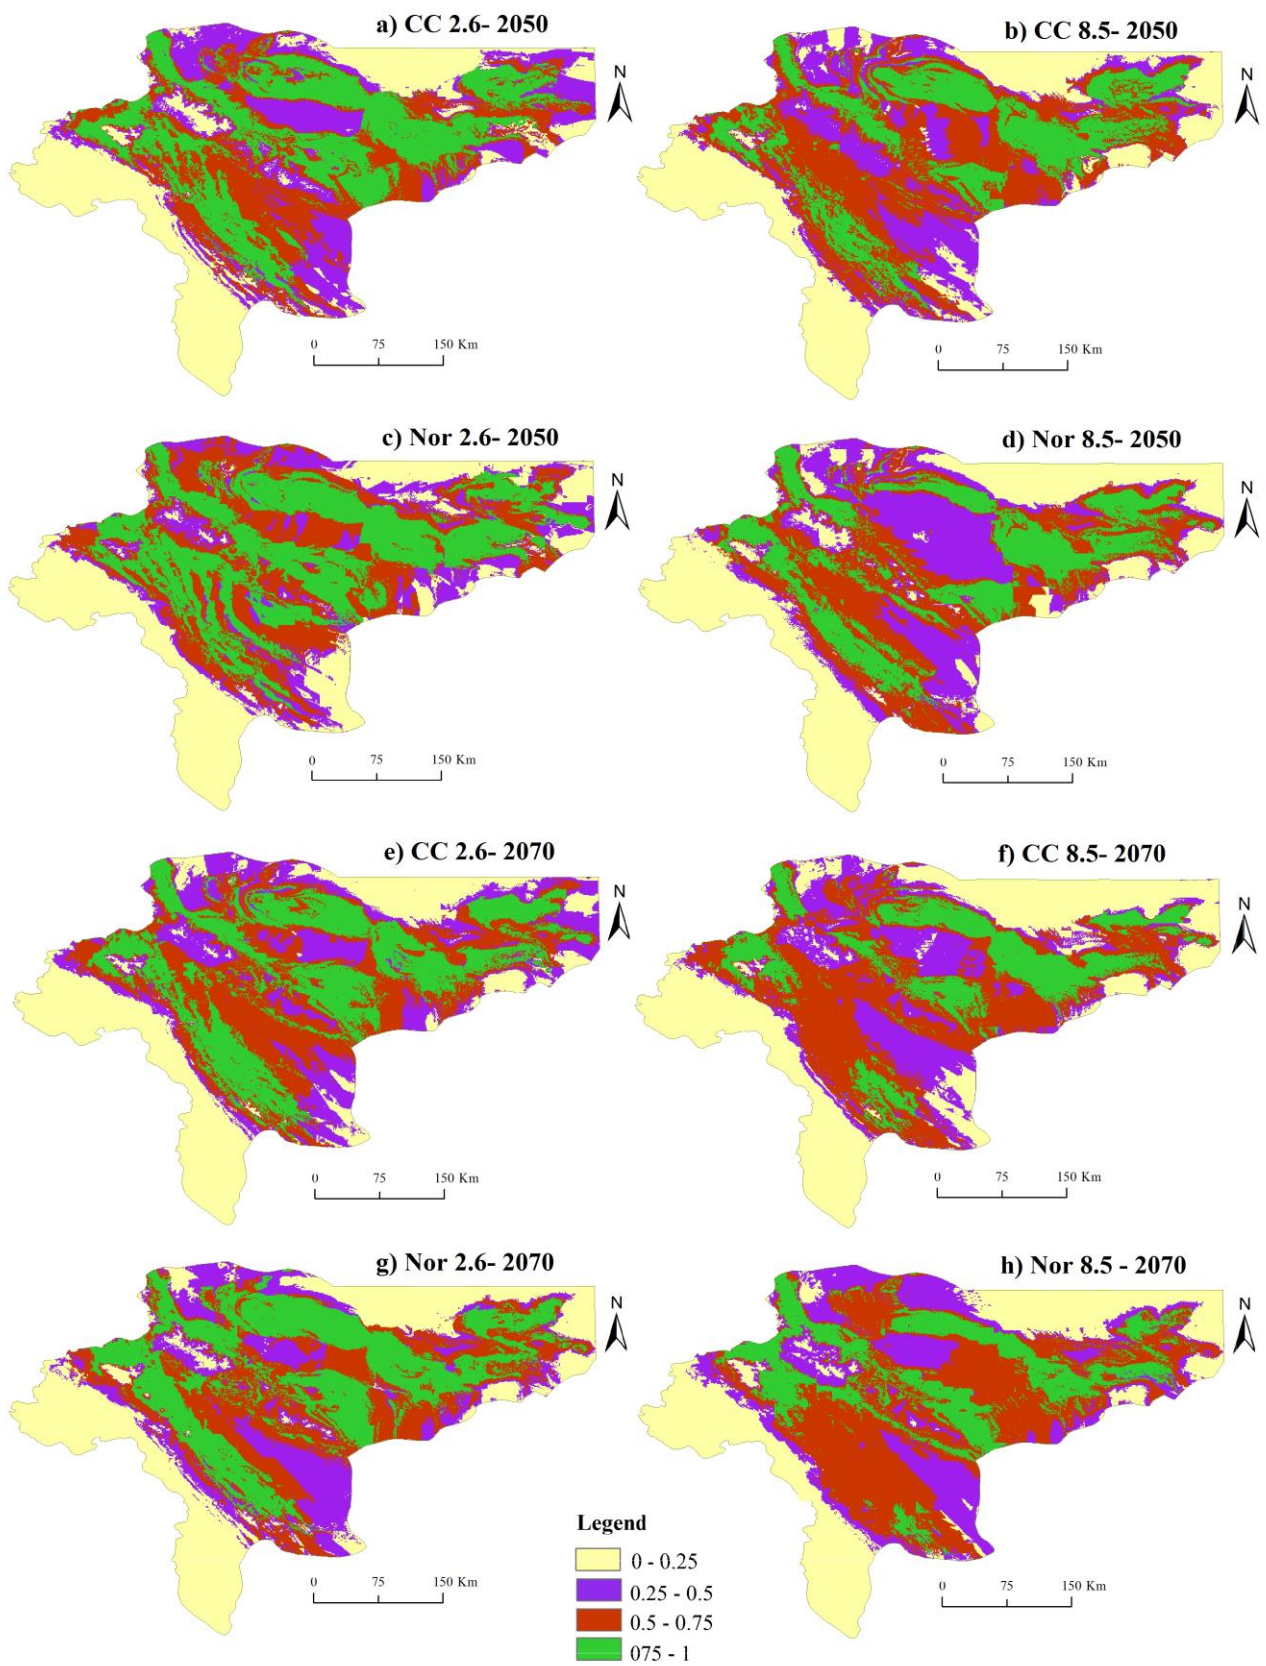 a) CC 2.6- 2050
N
0 75 150 Km
b) CC 8.5- 2050
N
0 75 150 Km
c) Nor 2.6- 2050
N
0 75 150 Km
d) Nor 8.5- 2050
N
0 75 150 Km
e) CC 2.6- 2070
N
0 75 150 Km
f) CC 8.5- 2070
N
0 75 150 Km
g) Nor 2.6- 2070
N
0 75 150 Km
h) Nor 8.5 - 2070
N
0 75 150 Km
Legend
0 - 0.25
0.25 - 0.5
0.5 - 0.75
075 - 1